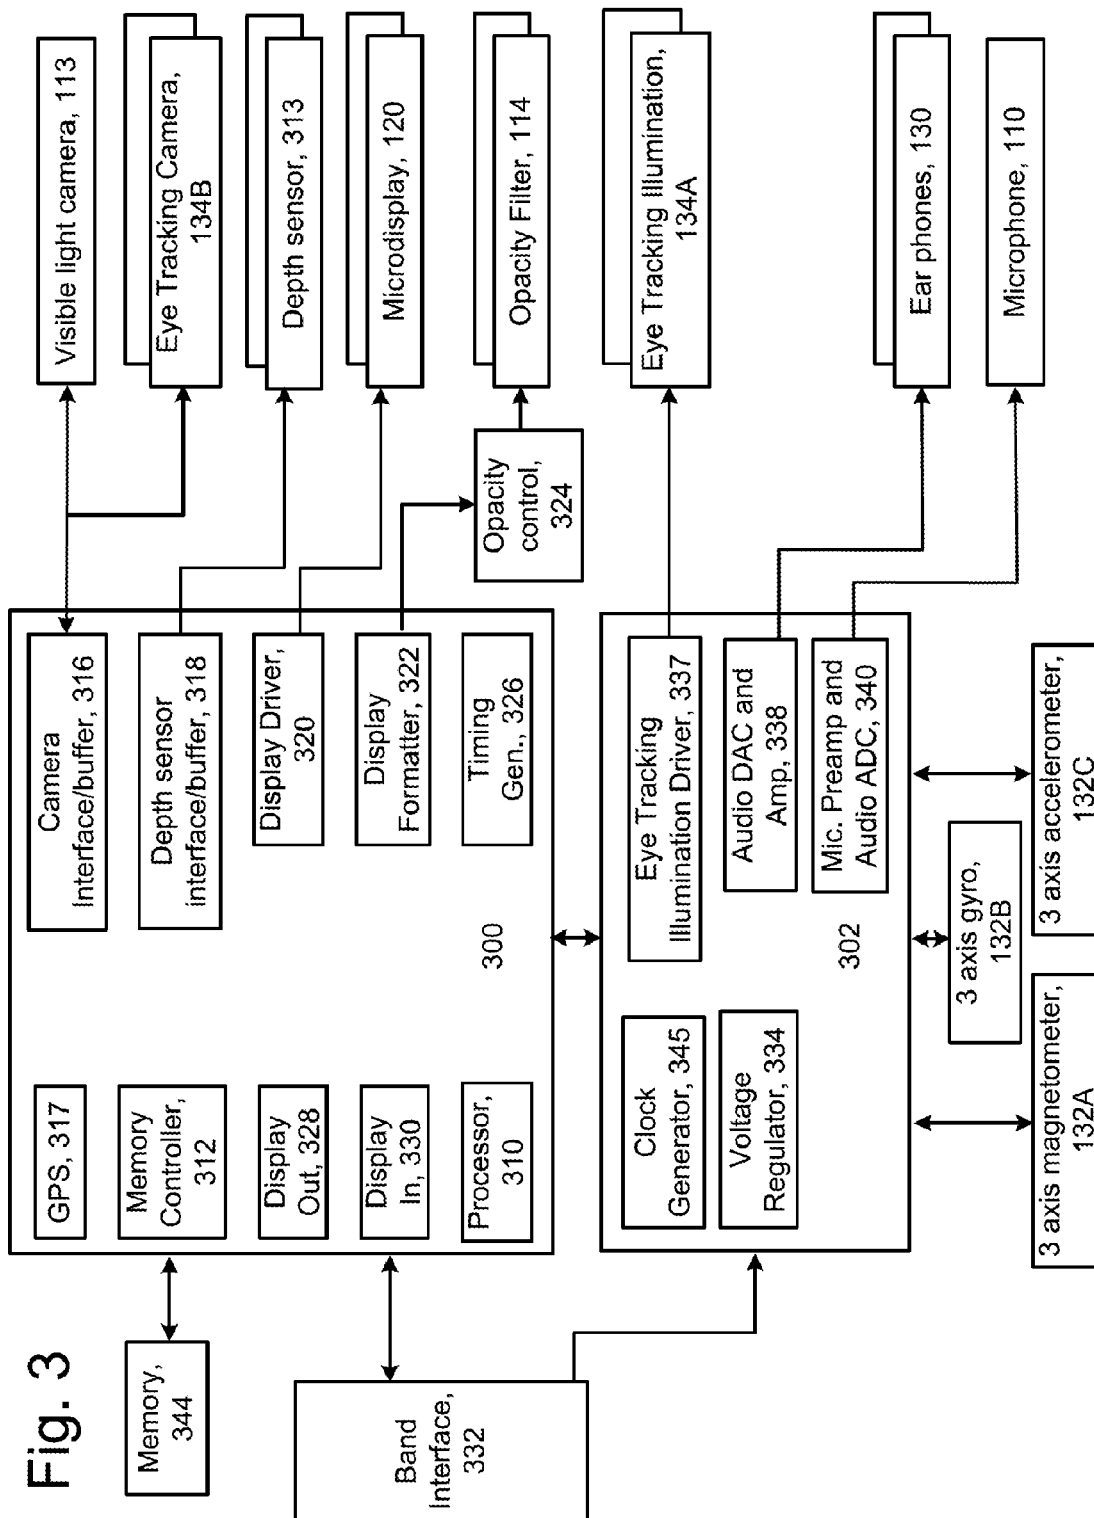 Fig. 3
Memory,
344
Band
Interface,
332
GPS, 317
Memory
Controller,
312
Display
Out, 328
Display
In, 330
Processor,
310
Camera
Interface/buffer, 316
Depth sensor
interface/buffer, 318
Display Driver,
320
Display
Formatter, 322
Timing
Gen., 326
300
Clock
Generator, 345
Voltage
Regulator, 334
Eye Tracking
Illumination Driver, 337
Audio DAC and
Amp, 338
Mic. Preamp and
Audio ADC, 340
302
3 axis magnetometer,
132A
3 axis gyro,
132B
3 axis accelerometer,
132C
Opacity
control,
324
Visible light camera, 113
Eye Tracking Camera,
134B
Depth sensor, 313
Microdisplay, 120
Opacity Filter, 114
Eye Tracking Illumination,
134A
Ear phones, 130
Microphone, 110